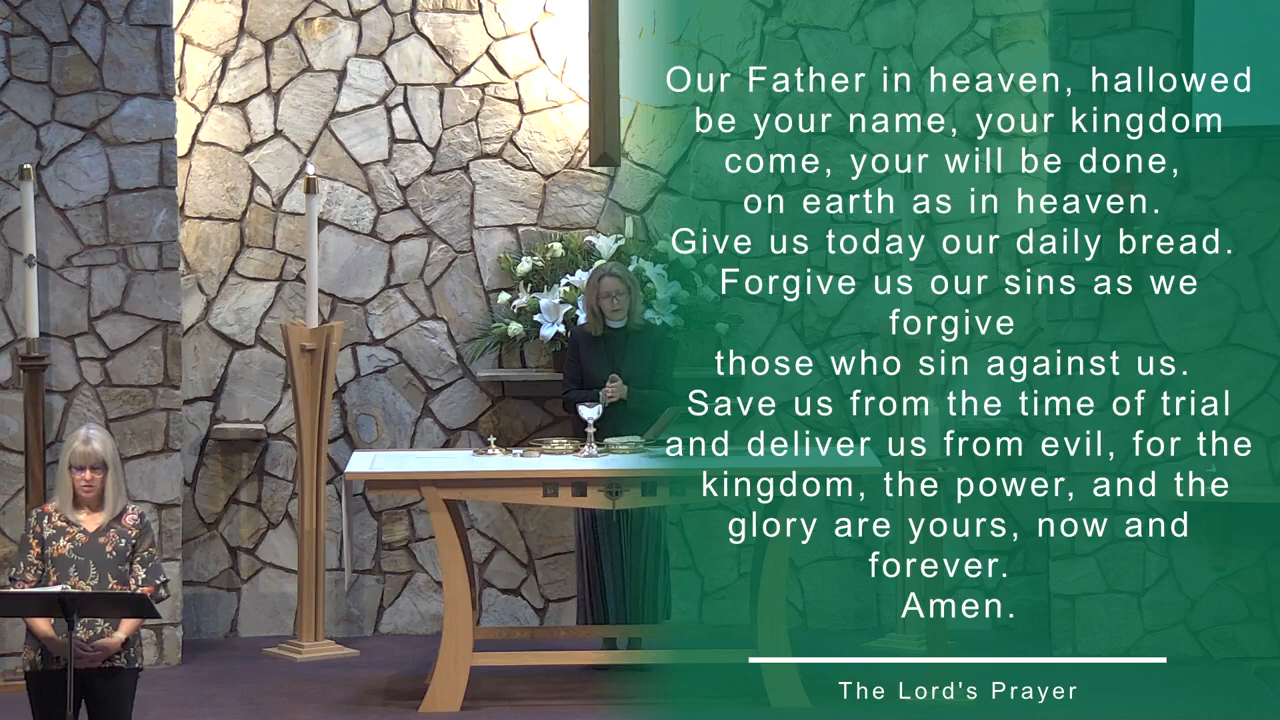 Our Father in heaven, hallowed
be your name, your kingdom
come, your will be done,
on earth as in heaven.
Give us today our daily bread.
Forgive us our sins as we
forgive
those who sin against us.
Save us from the time of trial
and deliver us from evil, for the
kingdom, the power, and the
glory are yours, now and
forever.
Amen.
The Lord's Prayer